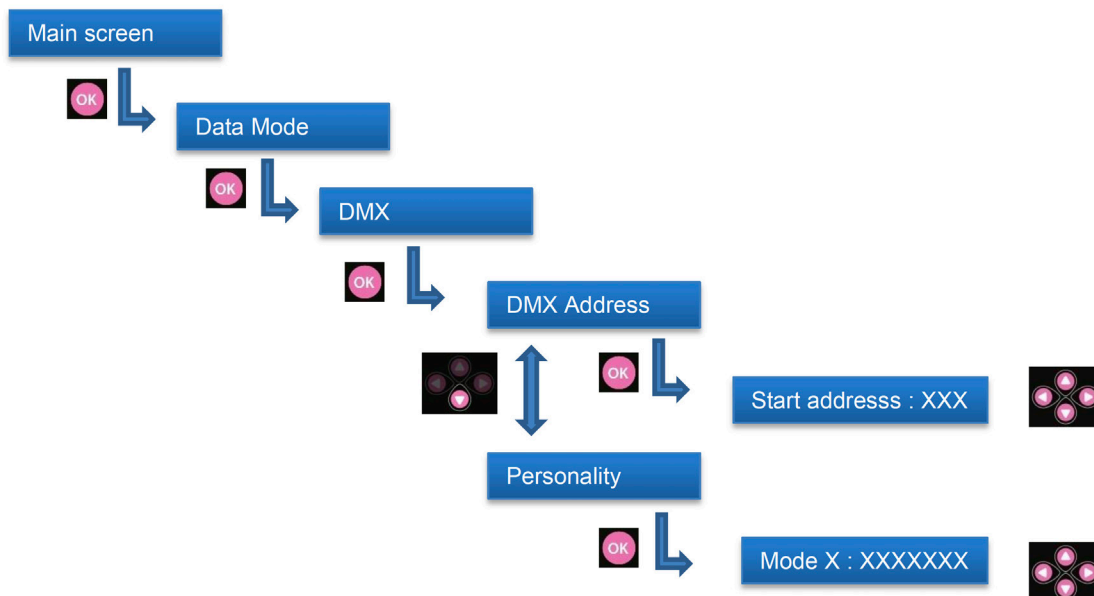 Main screen
OK
Data Mode
OK
DMX
OK
DMX Address
OK
Start addresss : XXX
Personality
OK
Mode X : XXXXXXX